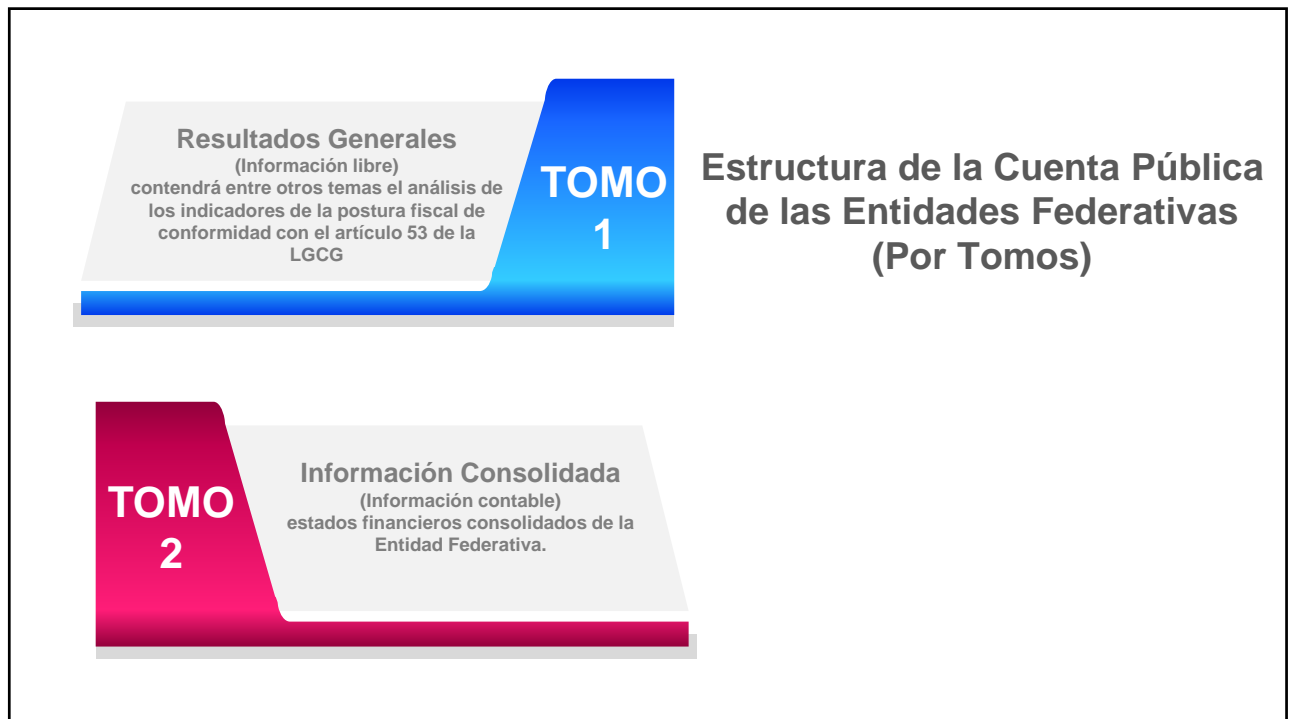 Resultados Generales
(Información libre)
contendrá entre otros temas el análisis de
los indicadores de la postura fiscal de
conformidad con el artículo 53 de la
LGCG
TOMO
1
Estructura de la Cuenta Pública
de las Entidades Federativas
(Por Tomos)
TOMO
2
Información Consolidada
(Información contable)
estados financieros consolidados de la
Entidad Federativa.